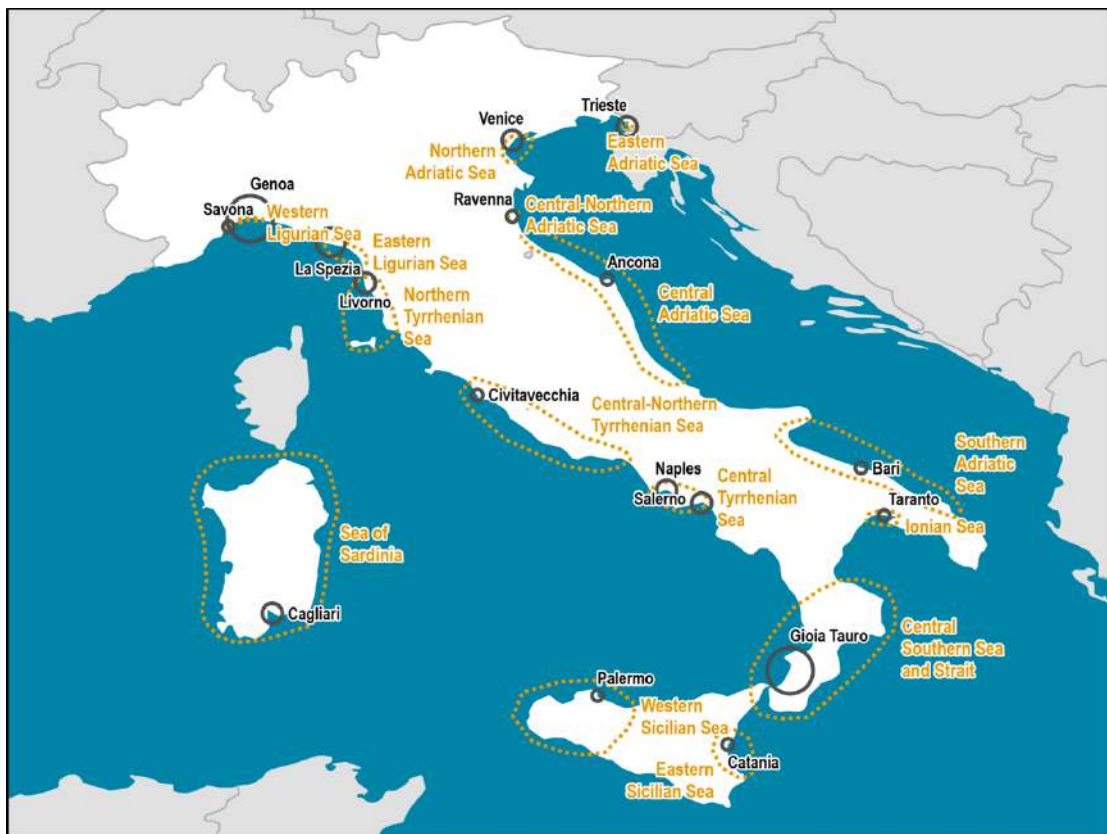 Trieste
Venice
Eastern
Adriatic Sea
Northern
Adriatic Sea
Genoa
Ravenna
Central-Northern
Adriatic Sea
Savona
Western
Ligurian Sea
Eastern
Ligurian Sea
La Spezia
Ancona
Livorno
Northern
Tyrrhenian
Sea
Central
Adriatic Sea
Civitavecchia
Central-Northern
Tyrrhenian Sea
Southern
Adriatic
Sea
Bari
Naples
Salerno
Central
Tyrrhenian
Sea
Taranto
Ionian Sea
Sea of
Sardinia
Cagliari
Gioia Tauro
Central
Southern Sea
and Strait
Palermo
Western
Sicilian Sea
Catania
Eastern
Sicilian Sea